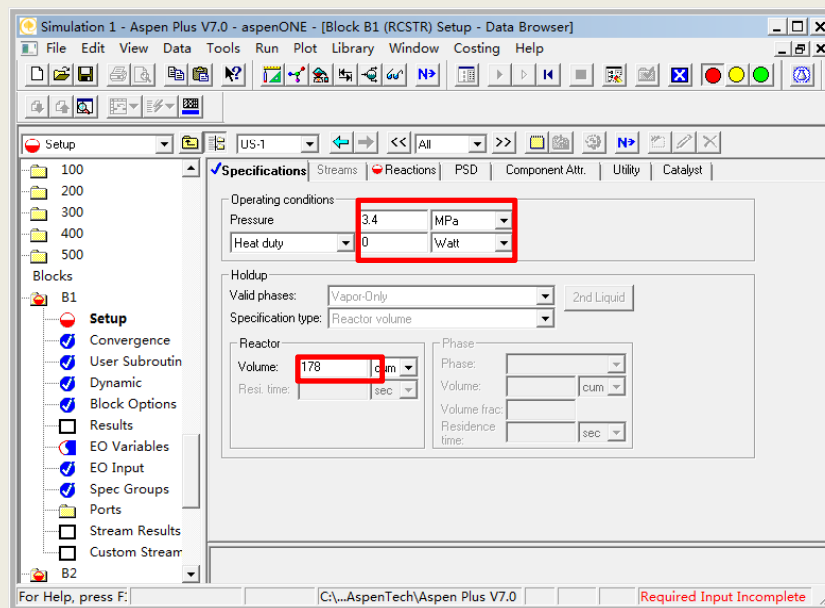 Simulation 1 - Aspen Plus V7.0 - aspenONE - [Block B1 (RCSTR) Setup - Data Browser]
File Edit View Data Tools Run Plot Library Window Costing Help
N>
Setup
US-1
<< All >>
N>
100
200
300
400
500
Blocks
B1
Setup
Convergence
User Subroutin
Dynamic
Block Options
Results
EO Variables
EO Input
Spec Groups
Ports
Stream Results
Custom Stream
B2
Specifications Streams Reactions PSD Component Attr. Utility Catalyst
Operating conditions
Pressure 3.4 MPa
Heat duty 0 Watt
Holdup
Valid phases: Vapor-Only 2nd Liquid
Specification type: Reactor volume
Reactor
Volume: 178 cum
Resi. time: sec
Phase
Phase:
Volume: cum
Volume frac:
Residence
time: sec
For Help, press F: C:\...AspenTech\Aspen Plus V7.0 Required Input Incomplete